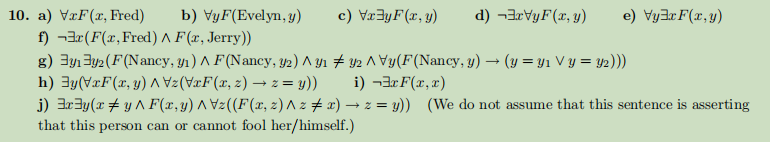 10. a) ∀xF(x, Fred) b) ∀yF(Evelyn, y) c) ∀x∃yF(x, y) d) ¬∃x∀yF(x, y) e) ∀y∃xF(x, y)
f) ¬∃x(F(x, Fred) ∧ F(x, Jerry))
g) ∃y₁∃y₂(F(Nancy, y₁) ∧ F(Nancy, y₂) ∧ y₁ ≠ y₂ ∧ ∀y(F(Nancy, y) → (y = y₁ ∨ y = y₂)))
h) ∃y(∀xF(x, y) ∧ ∀z(∀xF(x, z) → z = y)) i) ¬∃xF(x, x)
j) ∃x∃y(x ≠ y ∧ F(x, y) ∧ ∀z((F(x, z) ∧ z ≠ x) → z = y)) (We do not assume that this sentence is asserting
that this person can or cannot fool her/himself.)